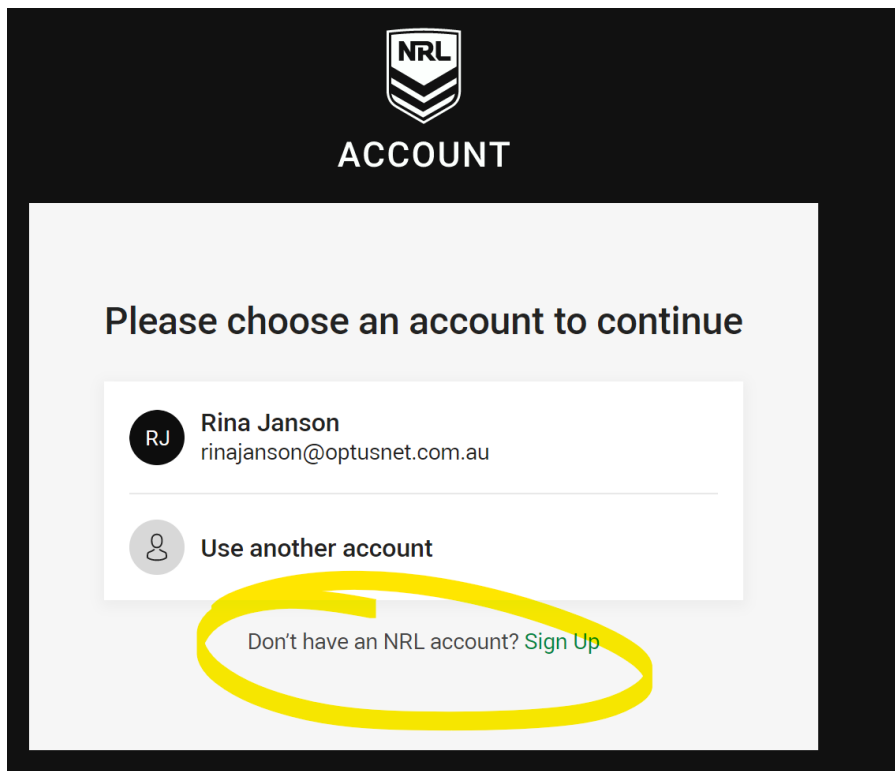 NRL
ACCOUNT
Please choose an account to continue
RJ
Rina Janson
rinajanson@optusnet.com.au
Use another account
Don’t have an NRL account? Sign Up